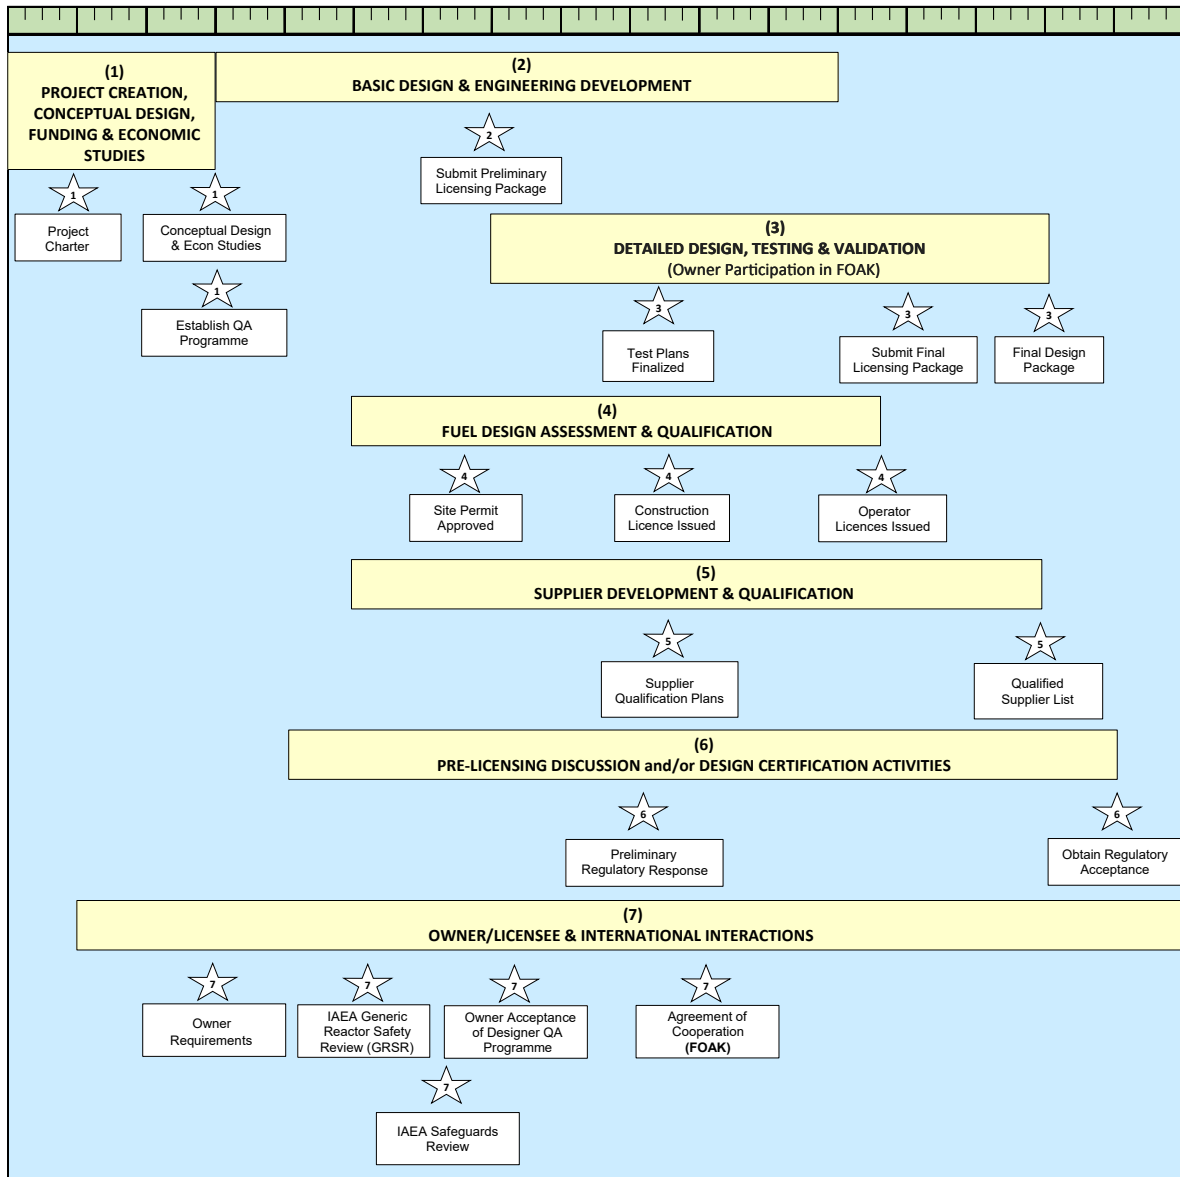 (1)
PROJECT CREATION,
CONCEPTUAL DESIGN,
FUNDING & ECONOMIC
STUDIES
(2)
BASIC DESIGN & ENGINEERING DEVELOPMENT
2
Submit Preliminary
Licensing Package
1
Project
Charter
1
Conceptual Design
& Econ Studies
1
Establish QA
Programme
(3)
DETAILED DESIGN, TESTING & VALIDATION
(Owner Participation in FOAK)
3
Test Plans
Finalized
3
Submit Final
Licensing Package
3
Final Design
Package
(4)
FUEL DESIGN ASSESSMENT & QUALIFICATION
4
Site Permit
Approved
4
Construction
Licence Issued
4
Operator
Licences Issued
(5)
SUPPLIER DEVELOPMENT & QUALIFICATION
5
Supplier
Qualification Plans
5
Qualified
Supplier List
(6)
PRE-LICENSING DISCUSSION and/or DESIGN CERTIFICATION ACTIVITIES
6
Preliminary
Regulatory Response
6
Obtain Regulatory
Acceptance
(7)
OWNER/LICENSEE & INTERNATIONAL INTERACTIONS
7
Owner
Requirements
7
IAEA Generic
Reactor Safety
Review (GRSR)
7
Owner Acceptance
of Designer QA
Programme
7
Agreement of
Cooperation
(FOAK)
7
IAEA Safeguards
Review